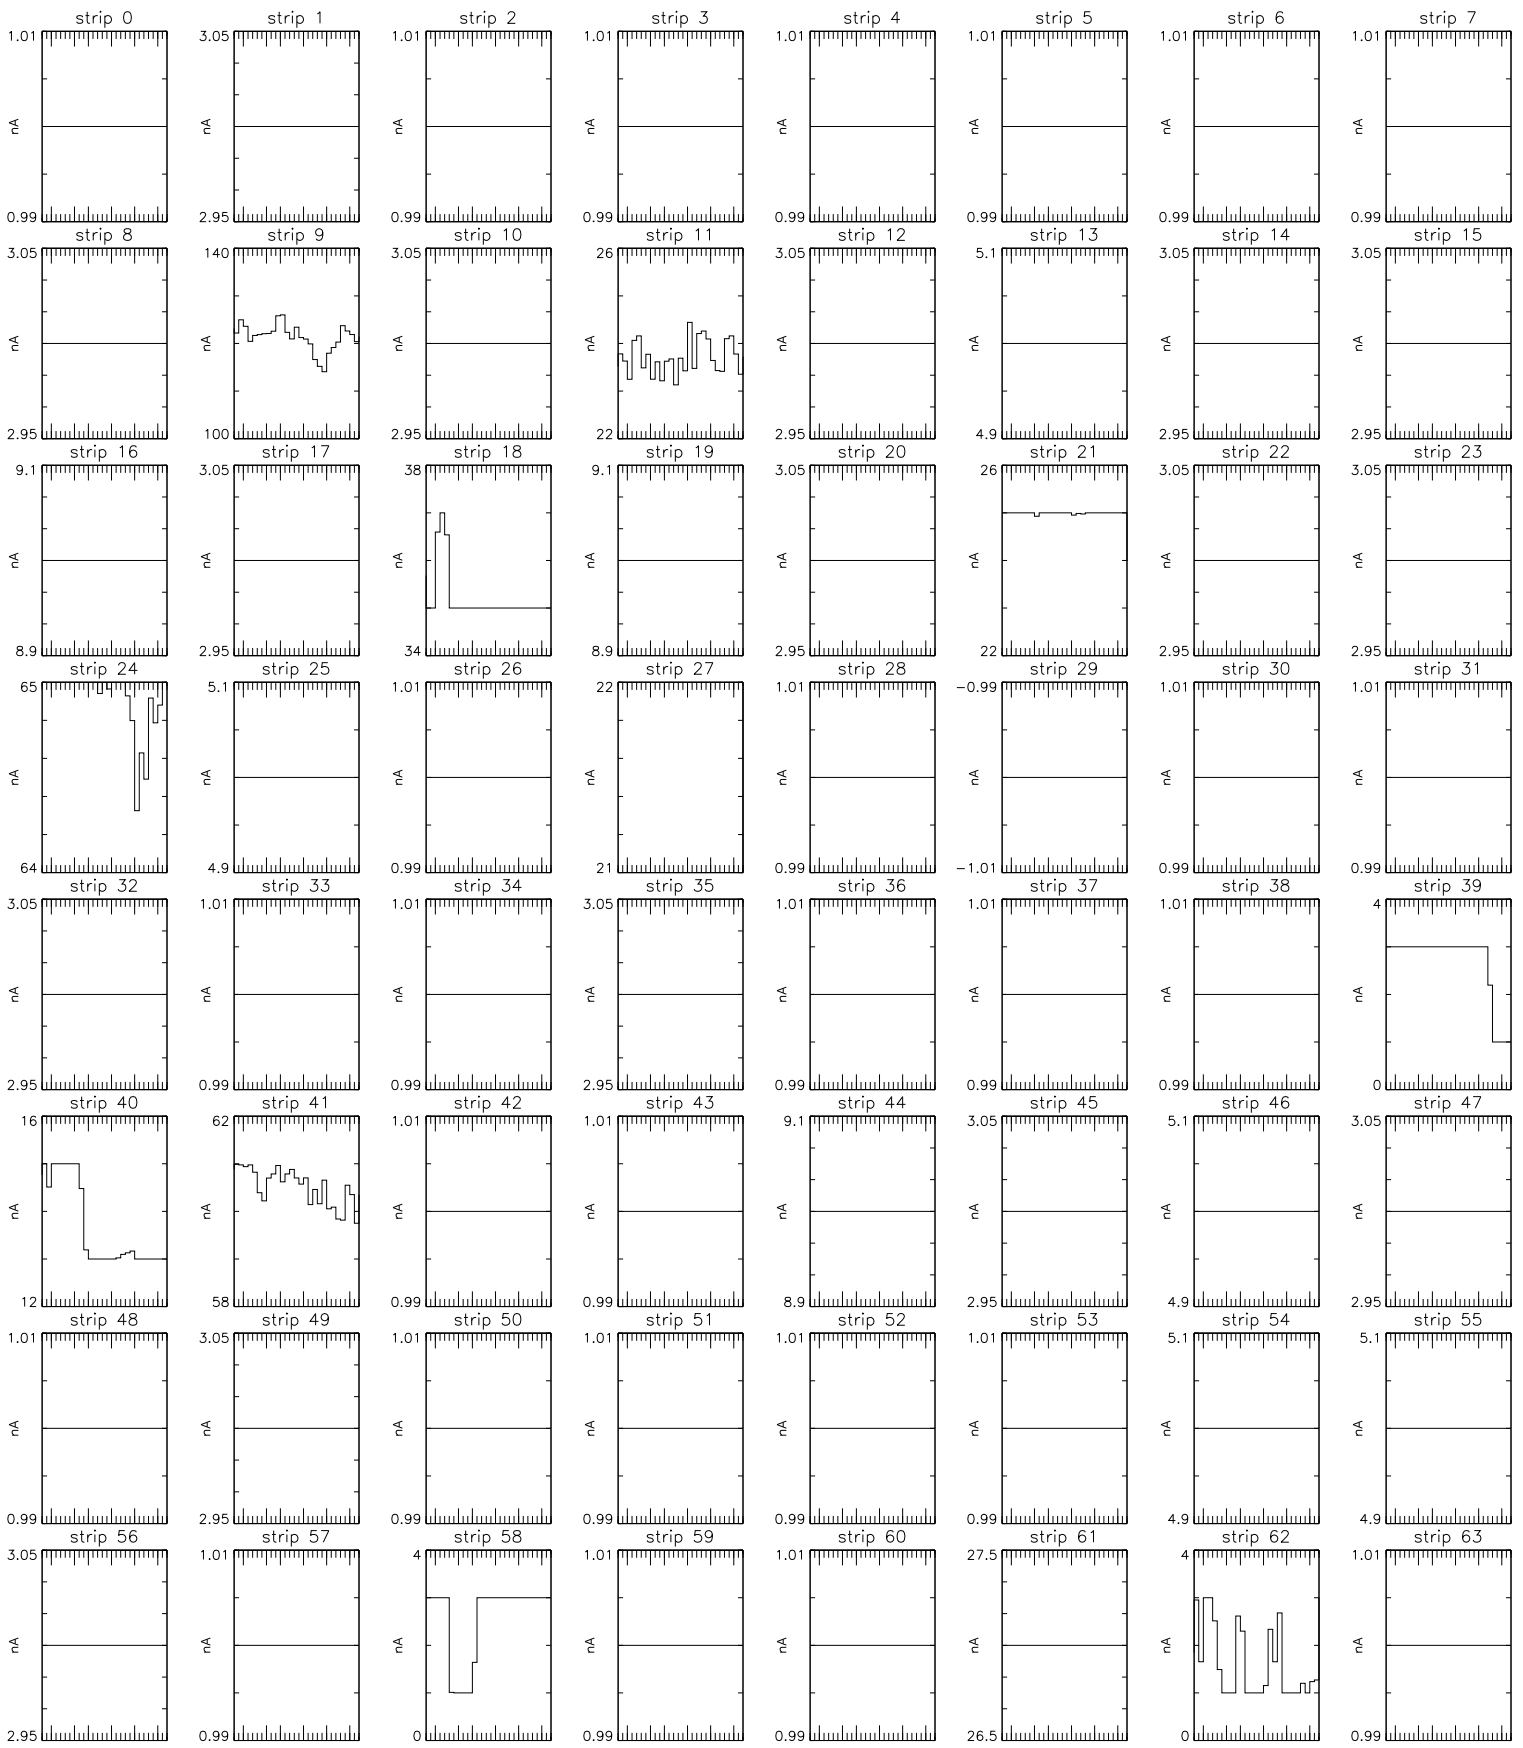 strip 0 strip 1 strip 2 strip 3 strip 4 strip 5 strip 6 strip 7
1.01 3.05 1.01 1.01 1.01 1.01 1.01 1.01
nA nA nA nA nA nA nA nA
0.99 2.95 0.99 0.99 0.99 0.99 0.99 0.99
strip 8 strip 9 strip 10 strip 11 strip 12 strip 13 strip 14 strip 15
3.05 140 3.05 26 3.05 5.1 3.05 3.05
nA nA nA nA nA nA nA nA
2.95 100 2.95 22 2.95 4.9 2.95 2.95
strip 16 strip 17 strip 18 strip 19 strip 20 strip 21 strip 22 strip 23
9.1 3.05 38 9.1 3.05 26 3.05 3.05
nA nA nA nA nA nA nA nA
8.9 2.95 34 8.9 2.95 22 2.95 2.95
strip 24 strip 25 strip 26 strip 27 strip 28 strip 29 strip 30 strip 31
65 5.1 1.01 22 1.01 −0.99 1.01 1.01
nA nA nA nA nA nA nA nA
64 4.9 0.99 21 0.99 −1.01 0.99 0.99
strip 32 strip 33 strip 34 strip 35 strip 36 strip 37 strip 38 strip 39
3.05 1.01 1.01 3.05 1.01 1.01 1.01 4
nA nA nA nA nA nA nA nA
2.95 0.99 0.99 2.95 0.99 0.99 0.99 0
strip 40 strip 41 strip 42 strip 43 strip 44 strip 45 strip 46 strip 47
16 62 1.01 1.01 9.1 3.05 5.1 3.05
nA nA nA nA nA nA nA nA
12 58 0.99 0.99 8.9 2.95 4.9 2.95
strip 48 strip 49 strip 50 strip 51 strip 52 strip 53 strip 54 strip 55
1.01 3.05 1.01 1.01 1.01 1.01 5.1 5.1
nA nA nA nA nA nA nA nA
0.99 2.95 0.99 0.99 0.99 0.99 4.9 4.9
strip 56 strip 57 strip 58 strip 59 strip 60 strip 61 strip 62 strip 63
3.05 1.01 4 1.01 1.01 27.5 4 1.01
nA nA nA nA nA nA nA nA
2.95 0.99 0 0.99 0.99 26.5 0 0.99